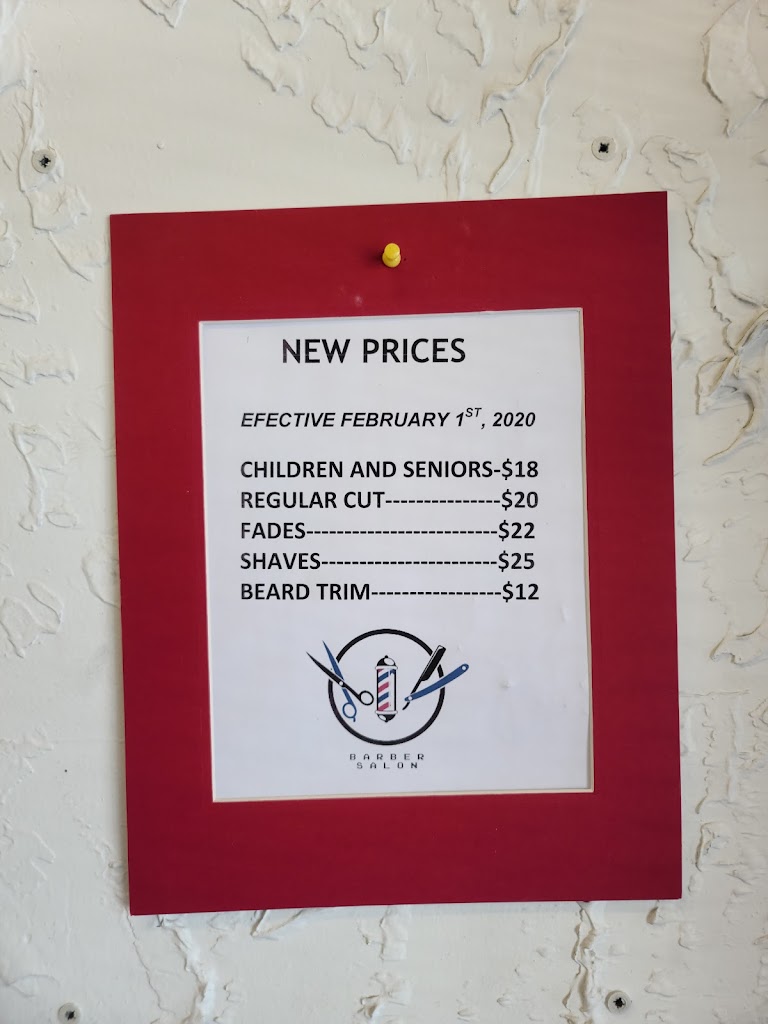 NEW PRICES
EFECTIVE FEBRUARY 1ST, 2020
CHILDREN AND SENIORS-$18
REGULAR CUT---------------$20
FADES-------------------------$22
SHAVES-----------------------$25
BEARD TRIM-----------------$12
BARBER
SALON